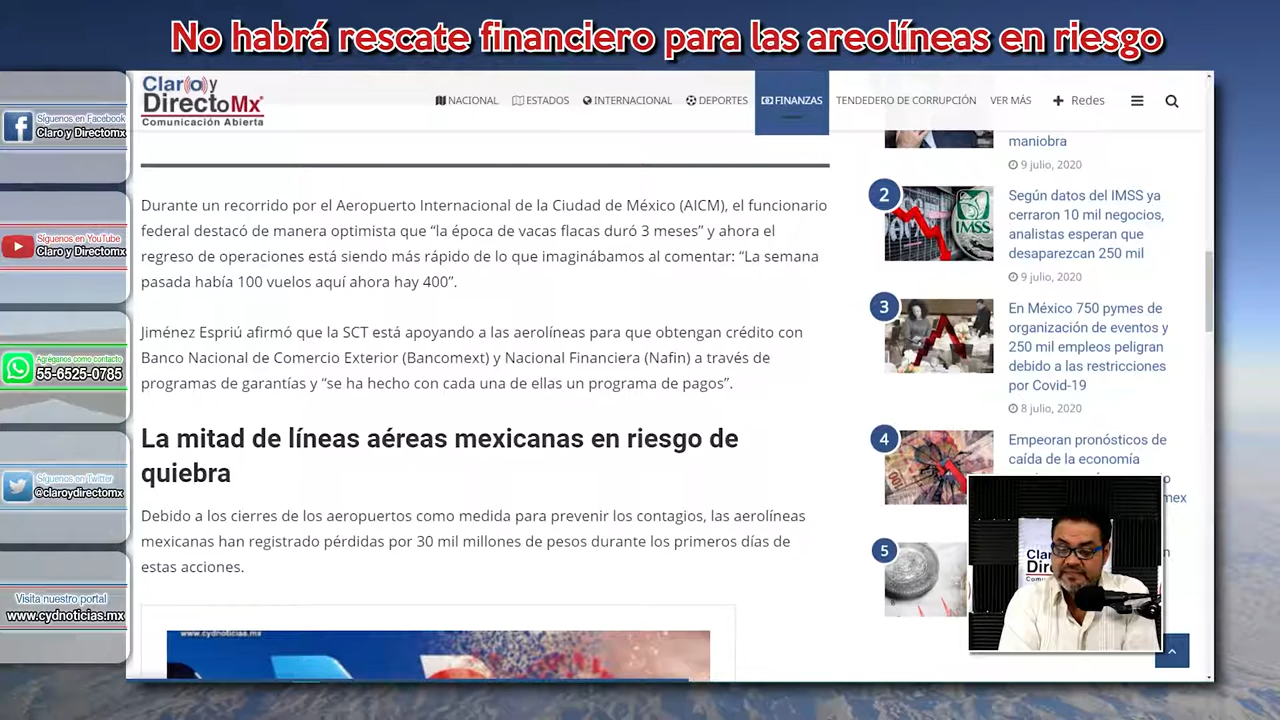 No habrá rescate financiero para las areolíneas en riesgo
Claro y
DirectoMx
Comunicación Abierta
NACIONAL
ESTADOS
INTERNACIONAL
DEPORTES
FINANZAS
TENDEDERO DE CORRUPCIÓN
VER MÁS
Redes
Síguenos en Facebook
Claro y Directomx
Síguenos en YouTube
Claro y Directomx
Agréganos como contacto
55-6525-0785
Síguenos en Twitter
@claroydirectomx
Visita nuestro portal
www.cydnoticias.mx
Durante un recorrido por el Aeropuerto Internacional de la Ciudad de México (AICM), el funcionario
federal destacó de manera optimista que “la época de vacas flacas duró 3 meses” y ahora el
regreso de operaciones está siendo más rápido de lo que imaginábamos al comentar: “La semana
pasada había 100 vuelos aquí ahora hay 400”.
Jiménez Espriú afirmó que la SCT está apoyando a las aerolíneas para que obtengan crédito con
Banco Nacional de Comercio Exterior (Bancomext) y Nacional Financiera (Nafin) a través de
programas de garantías y “se ha hecho con cada una de ellas un programa de pagos”.
La mitad de líneas aéreas mexicanas en riesgo de
quiebra
Debido a los cierres de los aeropuertos como medida para prevenir los contagios, las aerolíneas
mexicanas han registrado pérdidas por 30 mil millones de pesos durante los primeros días de
estas acciones.
www.cydnoticias.mx
maniobra
9 julio, 2020
2
IMSS
Según datos del IMSS ya
cerraron 10 mil negocios,
analistas esperan que
desaparezcan 250 mil
9 julio, 2020
3
En México 750 pymes de
organización de eventos y
250 mil empleos peligran
debido a las restricciones
por Covid-19
8 julio, 2020
4
Empeoran pronósticos de
caída de la economía
5